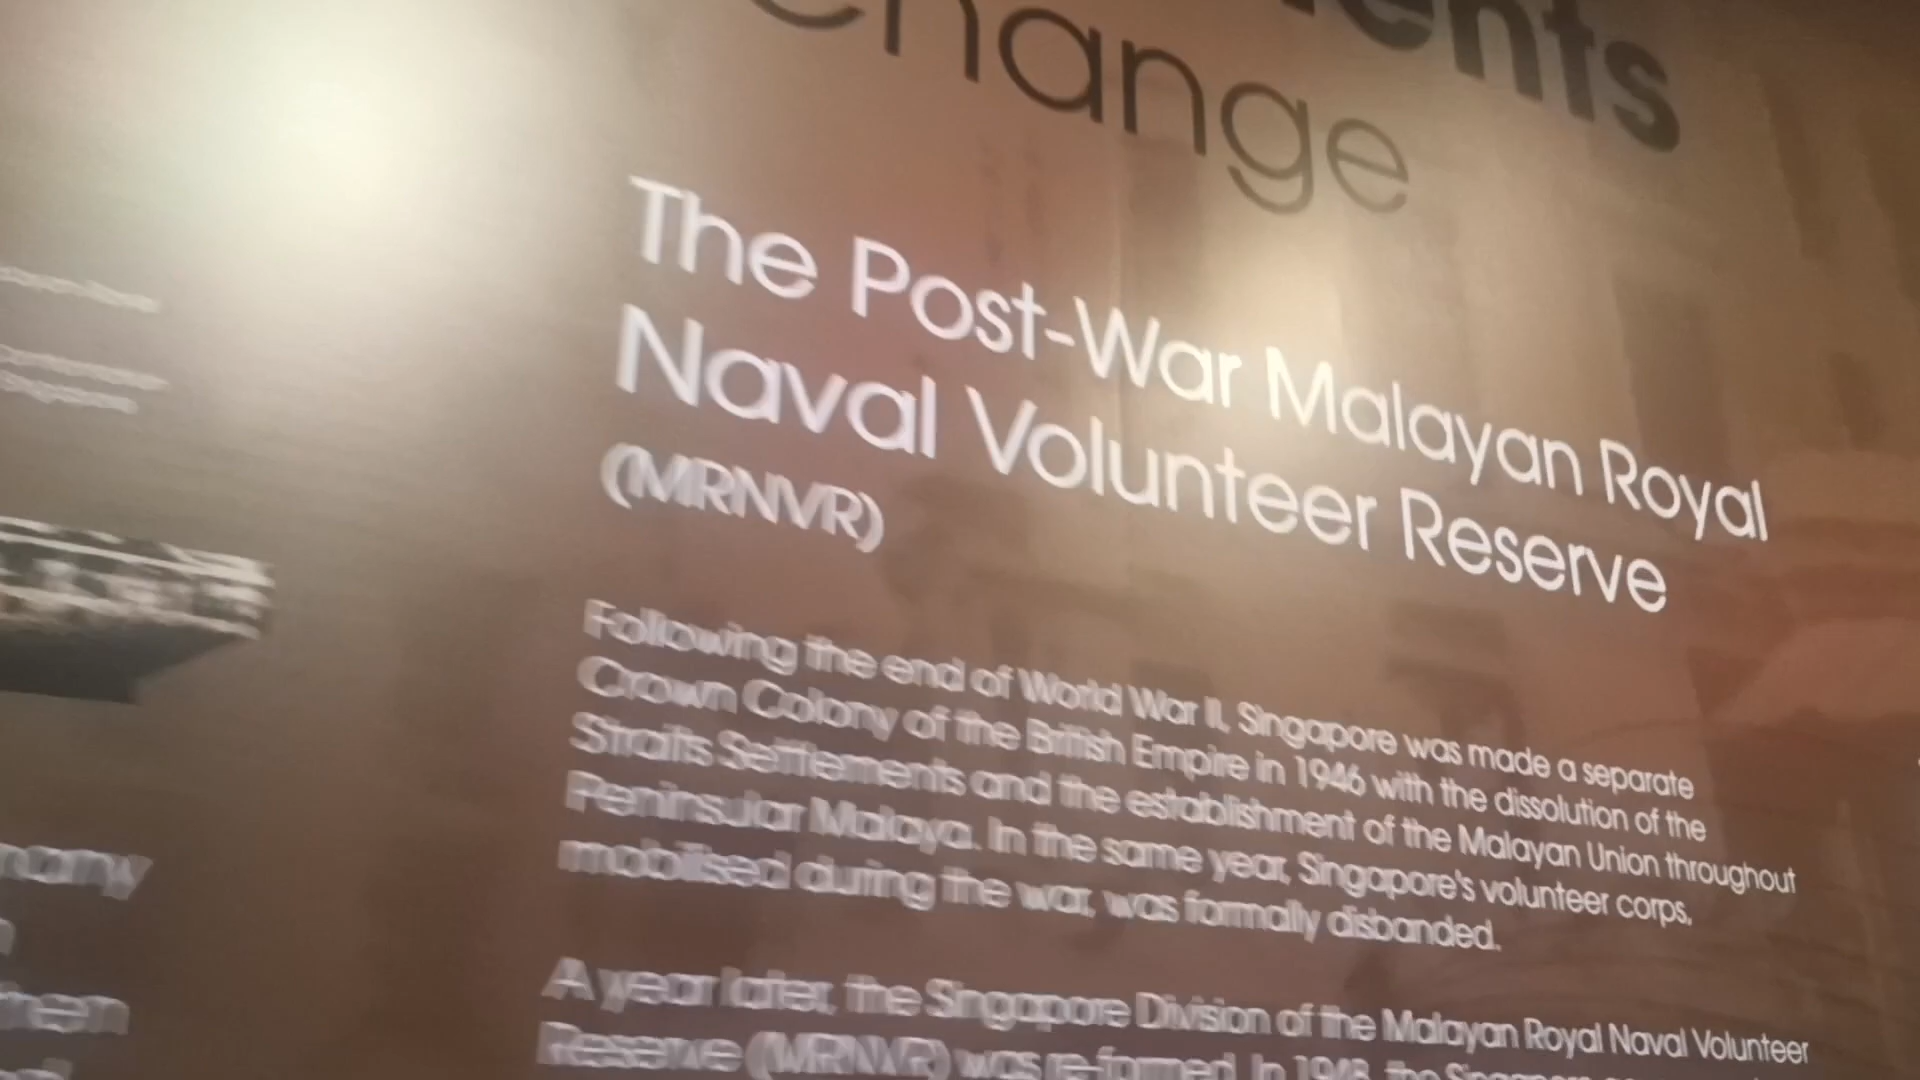 Change
The Post-War Malayan Royal
Naval Volunteer Reserve
(MRNVR)
Following the end of World War II, Singapore was made a separate
Crown Colony of the British Empire in 1946 with the dissolution of the
Straits Settlements and the establishment of the Malayan Union throughout
Peninsular Malaya. In the same year, Singapore's volunteer corps,
mobilised during the war, was formally disbanded.
A year later, the Singapore Division of the Malayan Royal Naval Volunteer
Reserve (MRNVR) was re-formed. In 1948, the